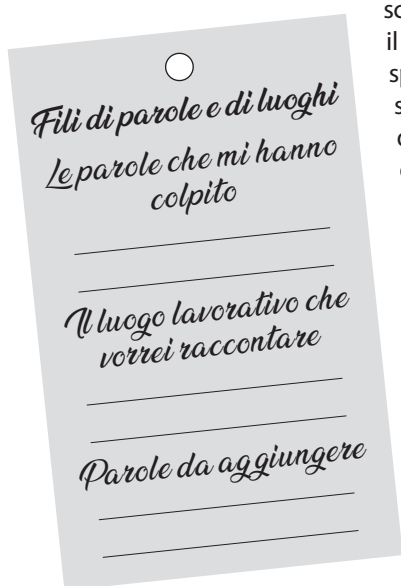 Fili di parole e di luoghi
Le parole che mi hanno
colpito
Il luogo lavorativo che
vorrei raccontare
Parole da aggiungere
il